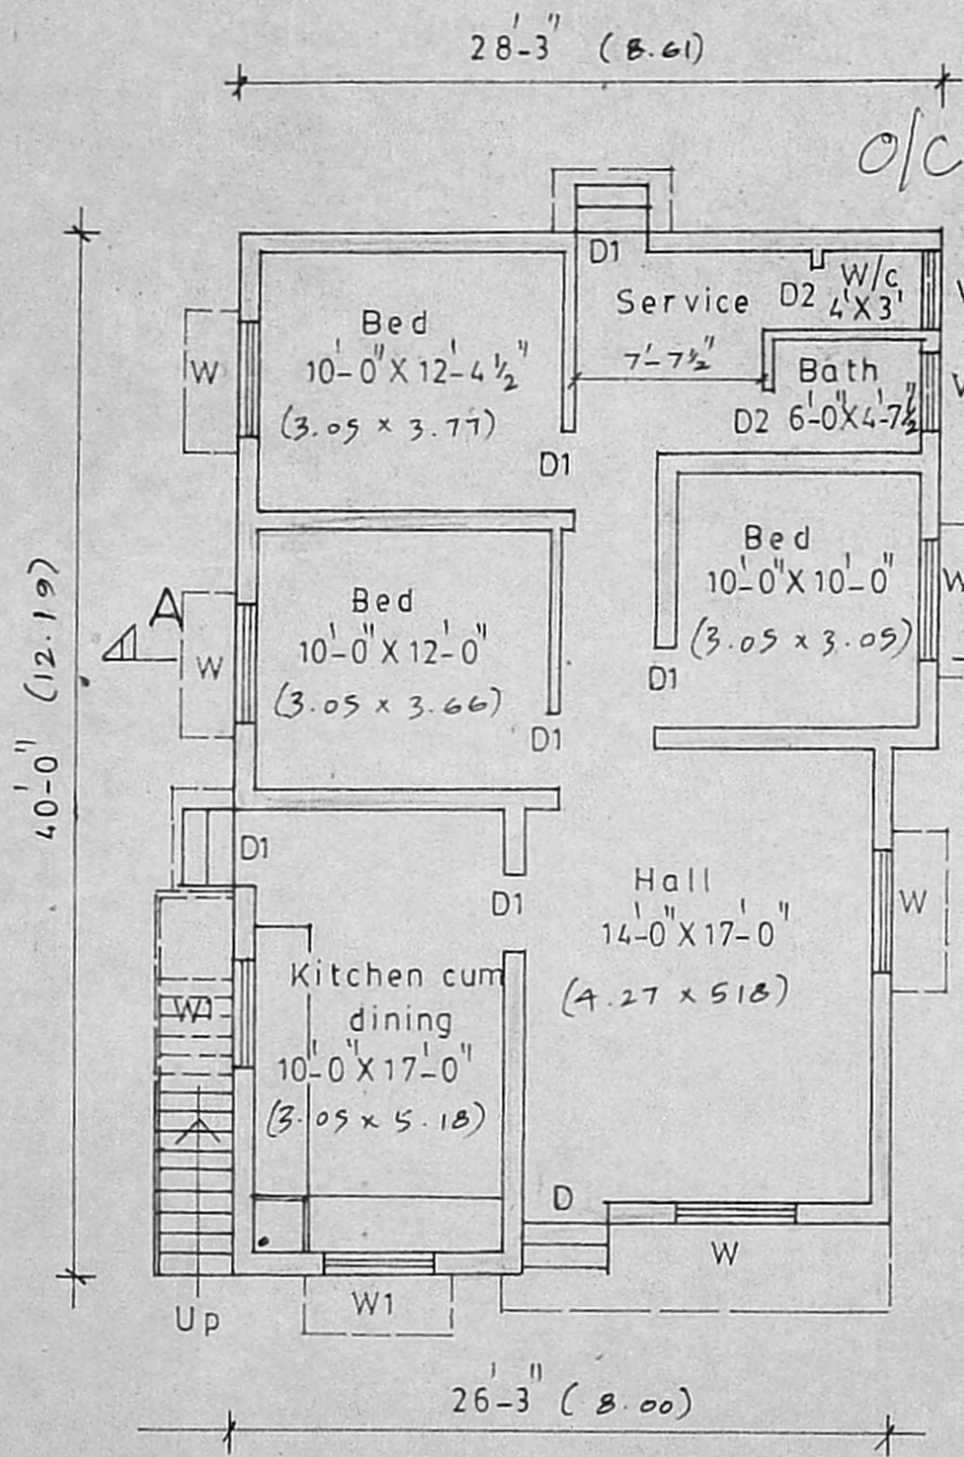 28'-3" (8.61)
O/C
D1
W/c
4'X3'
D2
Service
7'-7½"
Bath
6'-0"X4'-7½"
D2
Bed
10'-0"X12'-4½"
(3.05 x 3.77)
W
D1
Bed
10'-0"X10'-0"
(3.05 x 3.05)
W
D1
40'-0" (12.19)
A
W
Bed
10'-0"X12'-0"
(3.05 x 3.66)
D1
D1
D1
Hall
14'-0"X17'-0"
(4.27 x 518)
W
Kitchen cum
dining
10'-0"X17'-0"
(3.05 x 5.18)
D
W
W1
Up
26'-3" (8.00)